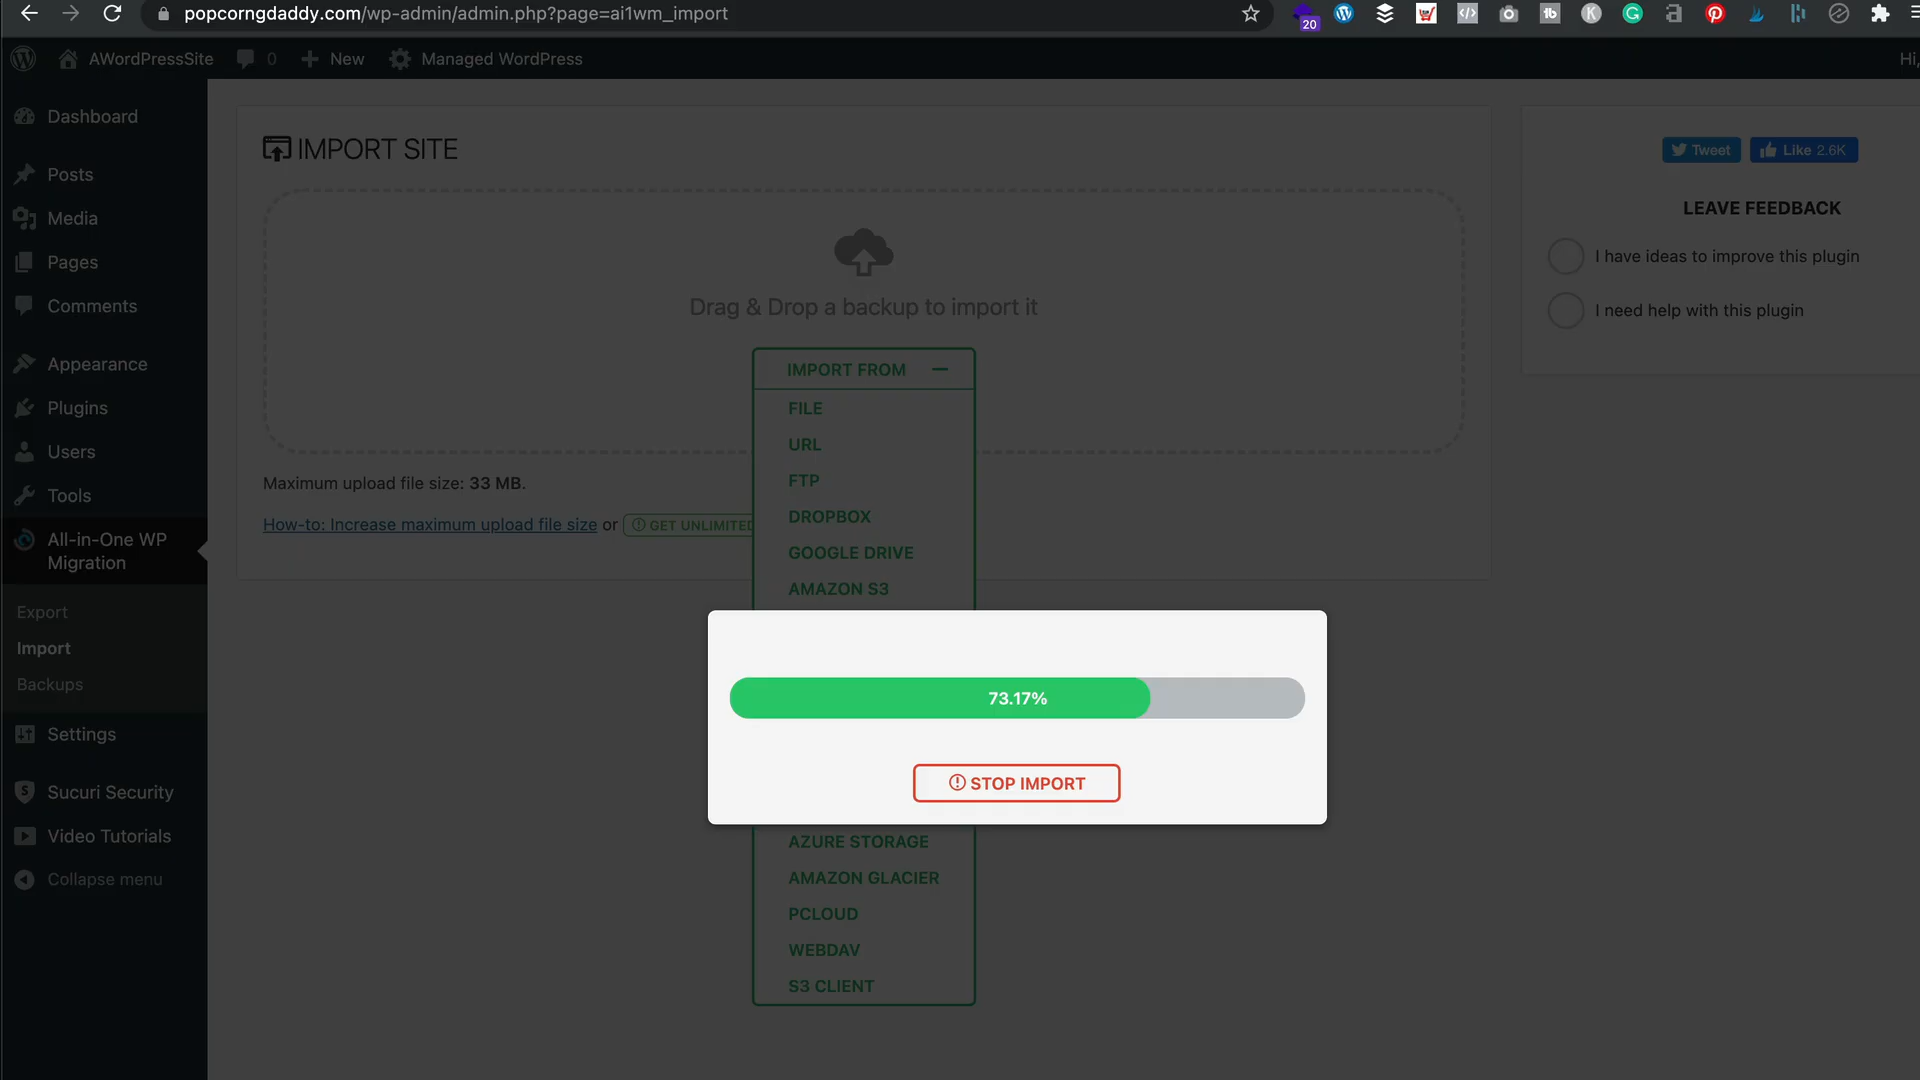 popcorngdaddy.com/wp-admin/admin.php?page=ai1wm_import
20
AWordPressSite
0
New
Managed WordPress
Hi,
Dashboard
Posts
Media
Pages
Comments
Appearance
Plugins
Users
Tools
All-in-One WP
Migration
Export
Import
Backups
Settings
Sucuri Security
Video Tutorials
Collapse menu
IMPORT SITE
Drag & Drop a backup to import it
IMPORT FROM
FILE
URL
FTP
DROPBOX
GOOGLE DRIVE
AMAZON S3
Maximum upload file size: 33 MB.
How-to: Increase maximum upload file size or GET UNLIMITED
73.17%
STOP IMPORT
AZURE STORAGE
AMAZON GLACIER
PCLOUD
WEBDAV
S3 CLIENT
Tweet
Like 2.6K
LEAVE FEEDBACK
I have ideas to improve this plugin
I need help with this plugin